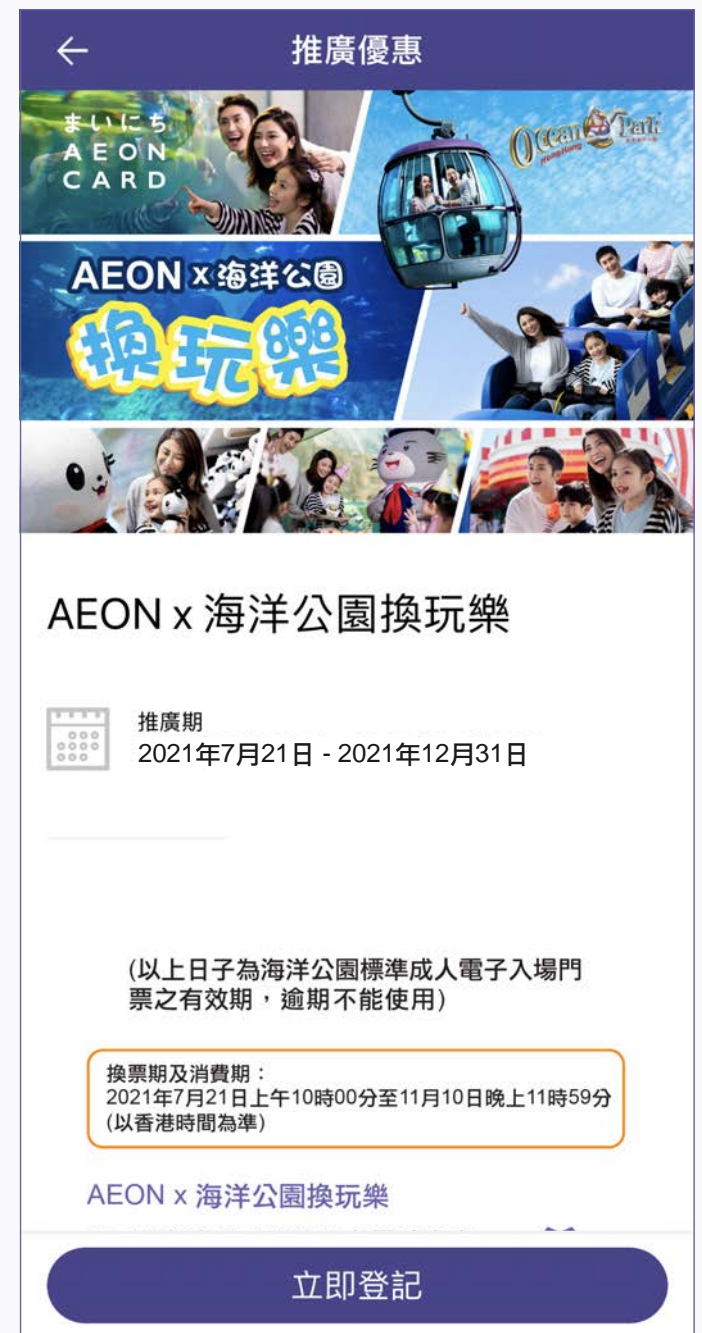 推廣優惠
まいにち
AEON
CARD
Ocean Park
Hong Kong
AEON x 海洋公園
換玩樂
AEON x 海洋公園換玩樂
推廣期
2021年7月21日 - 2021年12月31日
(以上日子為海洋公園標準成人電子入場門
票之有效期，逾期不能使用)
換票期及消費期：
2021年7月21日上午10時00分至11月10日晚上11時59分
(以香港時間為準)
AEON x 海洋公園換玩樂
立即登記